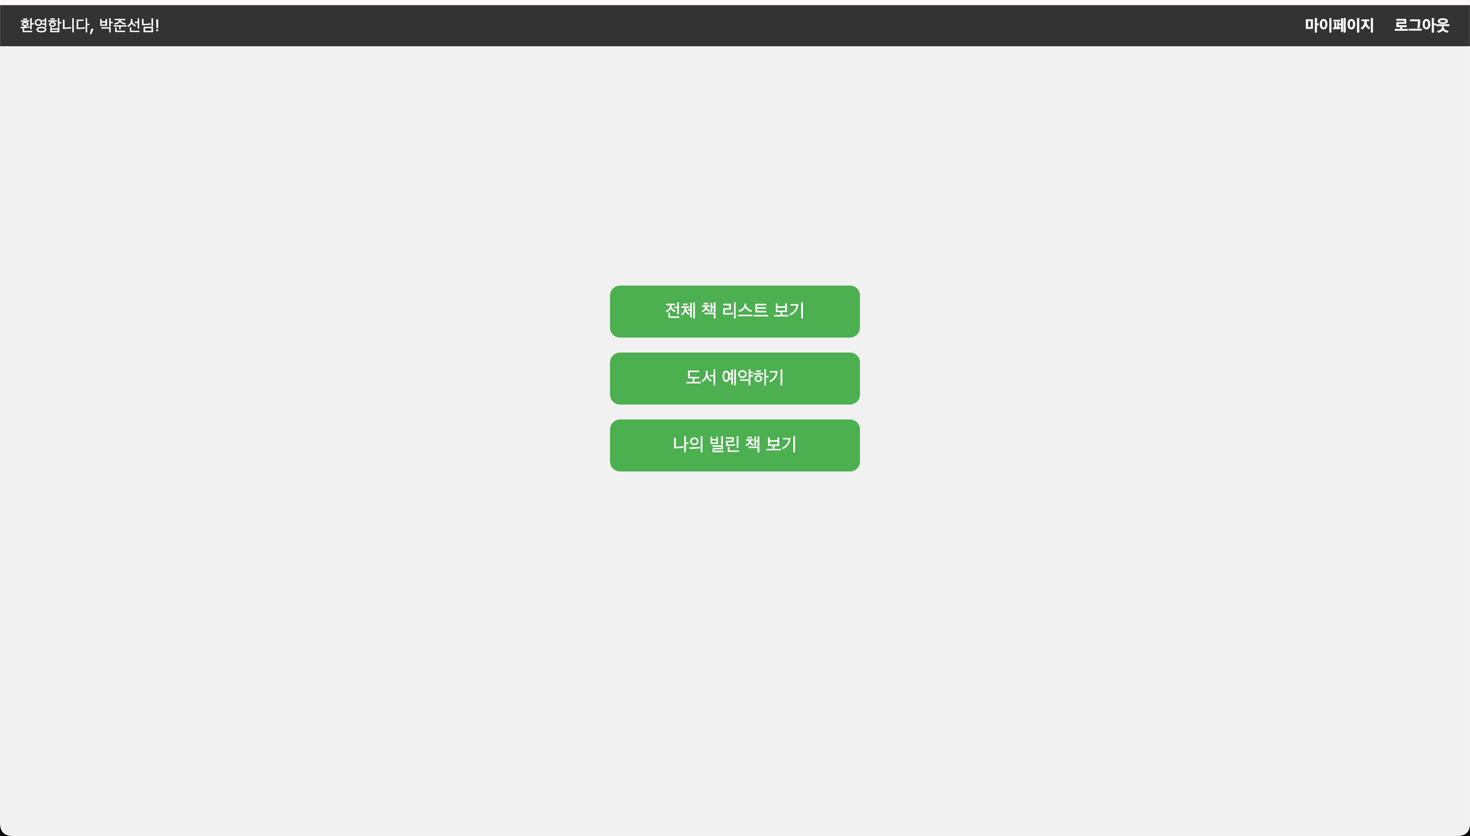 환영합니다, 박준선님!
마이페이지 로그아웃
전체 책 리스트 보기
도서 예약하기
나의 빌린 책 보기